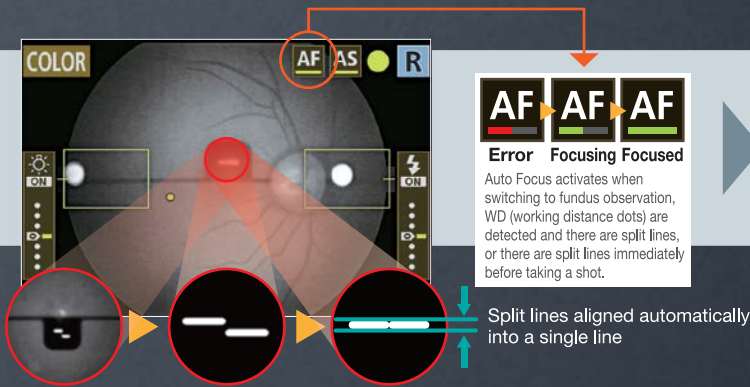 COLOR
AF
AS
R
ON
ON
AF
AF
AF
Error
Focusing
Focused
Auto Focus activates when
switching to fundus observation,
WD (working distance dots) are
detected and there are split lines,
or there are split lines immediately
before taking a shot.
Split lines aligned automatically
into a single line